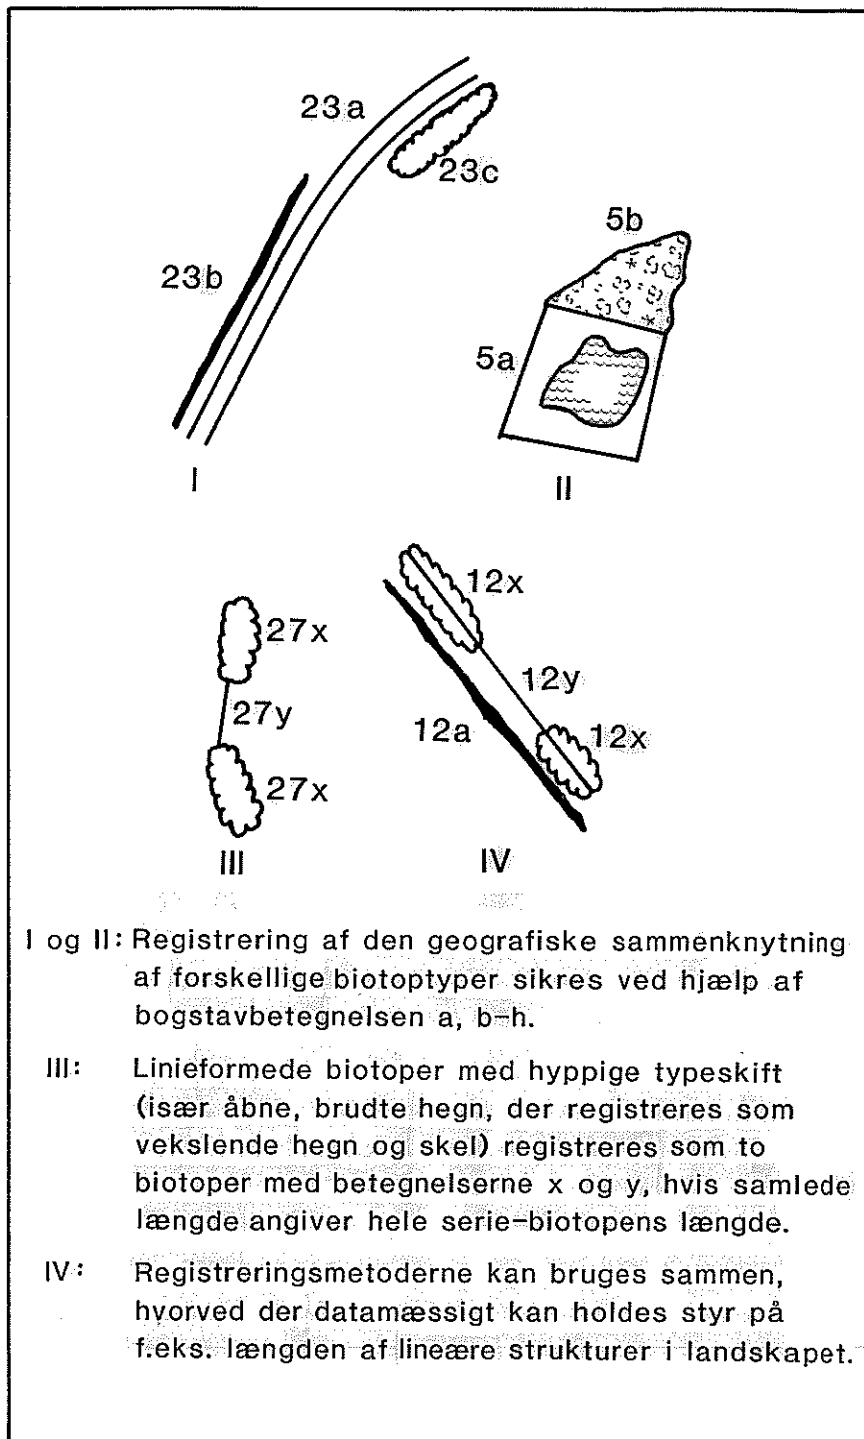 23a
23c
23b
I
5b
5a
II
27x
27y
27x
III
12x
12y
12a
12x
IV
I og II: Registrering af den geografiske sammenknytning
af forskellige biotoptyper sikres ved hjælp af
bogstavbetegnelsen a, b-h.
III: Linieformede biotoper med hyppige typeskift
(især åbne, brudte hegn, der registreres som
vekslende hegn og skel) registreres som to
biotoper med betegnelserne x og y, hvis samlede
længde angiver hele serie-biotopens længde.
IV: Registreringsmetoderne kan bruges sammen,
hvorved der datamæssigt kan holdes styr på
f.eks. længden af lineære strukturer i landskapet.